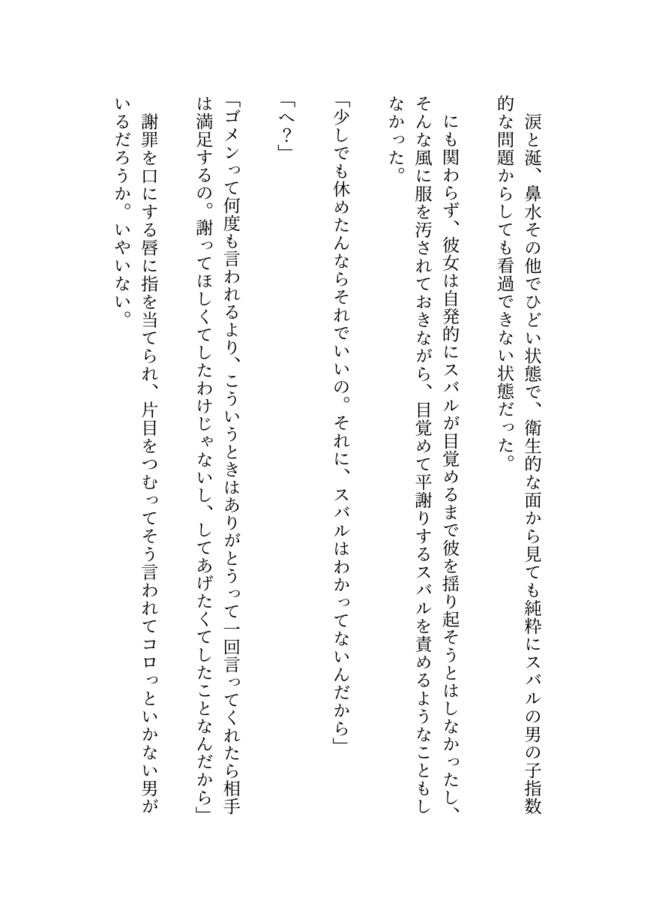 涙と涎、鼻水その他でひどい状態で、衛生的な面から見ても純粋にスバルの男の子指数
的な問題からしても看過できない状態だった。
にも関わらず、彼女は自発的にスバルが目覚めるまで彼を揺り起そうとはしなかったし、
そんな風に服を汚されておきながら、目覚めて平謝りするスバルを責めるようなこともし
なかった。
「少しでも休めたんならそれでいいの。それに、スバルはわかってないんだから」
「へ？」
「ゴメンって何度も言われるより、こういうときはありがとうって一回言ってくれたら相手
は満足するの。謝ってほしくてしたわけじゃないし、してあげたくてしたことなんだから」
謝罪を口にする唇に指を当てられ、片目をつむってそう言われてコロっといかない男が
いるだろうか。いやいない。